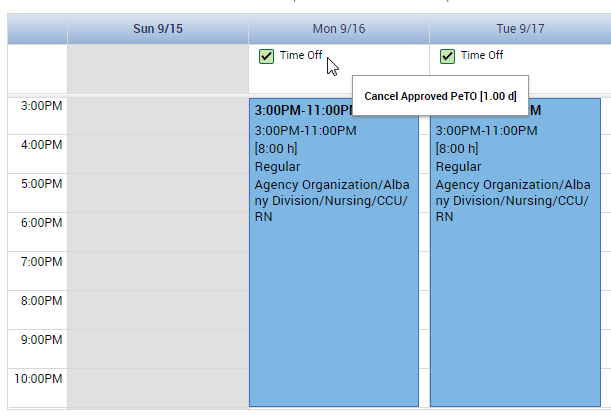 Sun 9/15
Mon 9/16
Tue 9/17
Time Off
Time Off
Cancel Approved PeTO [1.00 d]
3:00PM
4:00PM
5:00PM
6:00PM
7:00PM
8:00PM
9:00PM
10:00PM
3:00PM-11:00P
3:00PM-11:00PM
[8:00 h]
Regular
Agency Organization/Alba
ny Division/Nursing/CCU/
RN
M
3:00PM-11:00PM
[8:00 h]
Regular
Agency Organization/Alba
ny Division/Nursing/CCU/
RN